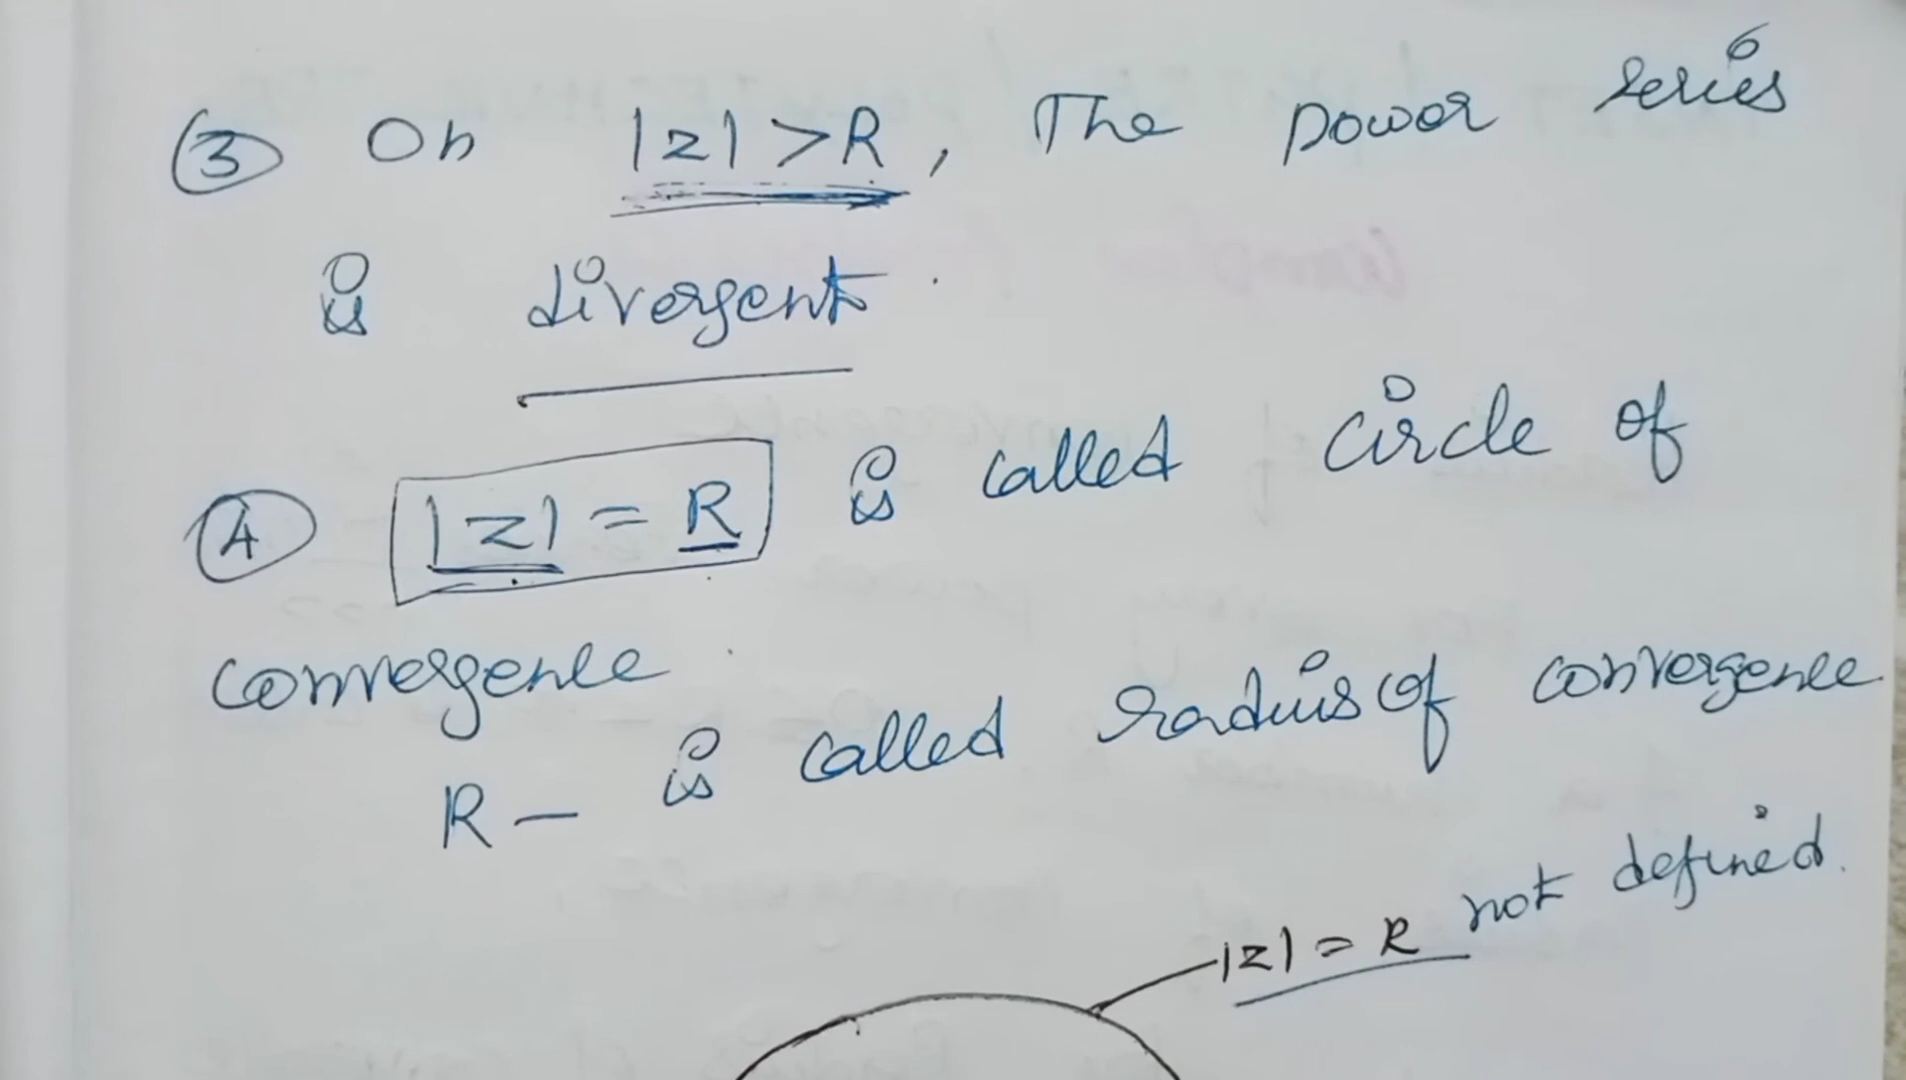 ③ On |z| > R, The power series
is divergent.
④ |z| = R is called circle of
convergence.
R - is called radius of convergence
|z| = R not defined.